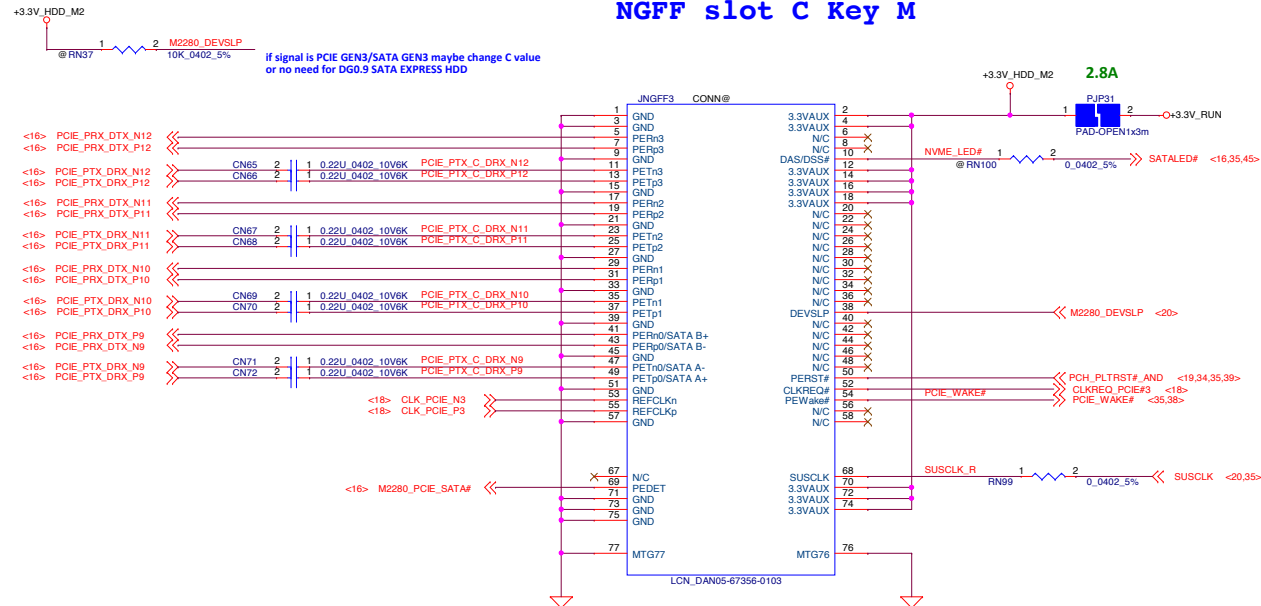 NGFF slot C Key M
+3.3V_HDD_M2
1 2 M2280_DEVSLP
@RN37 10K_0402_5%
if signal is PCIE GEN3/SATA GEN3 maybe change C value
or no need for DG0.9 SATA EXPRESS HDD
+3.3V_HDD_M2 2.8A
PJP31
1 2 +3.3V_RUN
PAD-OPEN1x3m
JNGFF3 CONN@
1 GND 3.3VAUX 2
3 GND 3.3VAUX 4
<16> PCIE_PRX_DTX_N12 5 PERn3 N/C 6
<16> PCIE_PRX_DTX_P12 7 PERp3 N/C 8
9 GND DAS/DSS# 10 NVME_LED# 1 2 SATALED# <16,35,45>
@RN100 0_0402_5%
<16> PCIE_PTX_DRX_N12 CN65 2 1 0.22U_0402_10V6K PCIE_PTX_C_DRX_N12 11 PETn3 3.3VAUX 12
<16> PCIE_PTX_DRX_P12 CN66 2 1 0.22U_0402_10V6K PCIE_PTX_C_DRX_P12 13 PETp3 3.3VAUX 14
15 GND 3.3VAUX 16
<16> PCIE_PRX_DTX_N11 17 PERn2 3.3VAUX 18
<16> PCIE_PRX_DTX_P11 19 PERp2 N/C 20
21 GND N/C 22
<16> PCIE_PTX_DRX_N11 CN67 2 1 0.22U_0402_10V6K PCIE_PTX_C_DRX_N11 23 PETn2 N/C 24
<16> PCIE_PTX_DRX_P11 CN68 2 1 0.22U_0402_10V6K PCIE_PTX_C_DRX_P11 25 PETp2 N/C 26
27 GND N/C 28
<16> PCIE_PRX_DTX_N10 29 PERn1 N/C 30
<16> PCIE_PRX_DTX_P10 31 PERp1 N/C 32
33 GND N/C 34
<16> PCIE_PTX_DRX_N10 CN69 2 1 0.22U_0402_10V6K PCIE_PTX_C_DRX_N10 35 PETn1 N/C 36
<16> PCIE_PTX_DRX_P10 CN70 2 1 0.22U_0402_10V6K PCIE_PTX_C_DRX_P10 37 PETp1 DEVSLP 38 M2280_DEVSLP <20>
39 GND N/C 40
<16> PCIE_PRX_DTX_P9 41 PERn0/SATA B+ N/C 42
<16> PCIE_PRX_DTX_N9 43 PERp0/SATA B- N/C 44
45 GND N/C 46
<16> PCIE_PTX_DRX_N9 CN71 2 1 0.22U_0402_10V6K PCIE_PTX_C_DRX_N9 47 PETn0/SATA A- N/C 48
<16> PCIE_PTX_DRX_P9 CN72 2 1 0.22U_0402_10V6K PCIE_PTX_C_DRX_P9 49 PETp0/SATA A+ PERST# 50 PCH_PLTRST#_AND <19,34,35,39>
51 GND CLKREQ# 52 CLKREQ_PCIE#3 <18>
<18> CLK_PCIE_N3 53 REFCLKn PEWake# 54 PCIE_WAKE# PCIE_WAKE# <35,38>
<18> CLK_PCIE_P3 55 REFCLKp N/C 56
57 GND N/C 58
67 N/C SUSCLK 68 SUSCLK_R 1 2 SUSCLK <20,35>
RN99 0_0402_5%
<16> M2280_PCIE_SATA# 69 PEDET 3.3VAUX 70
71 GND 3.3VAUX 72
73 GND 3.3VAUX 74
75 GND
77 MTG77 MTG76 76
LCN_DAN05-67356-0103